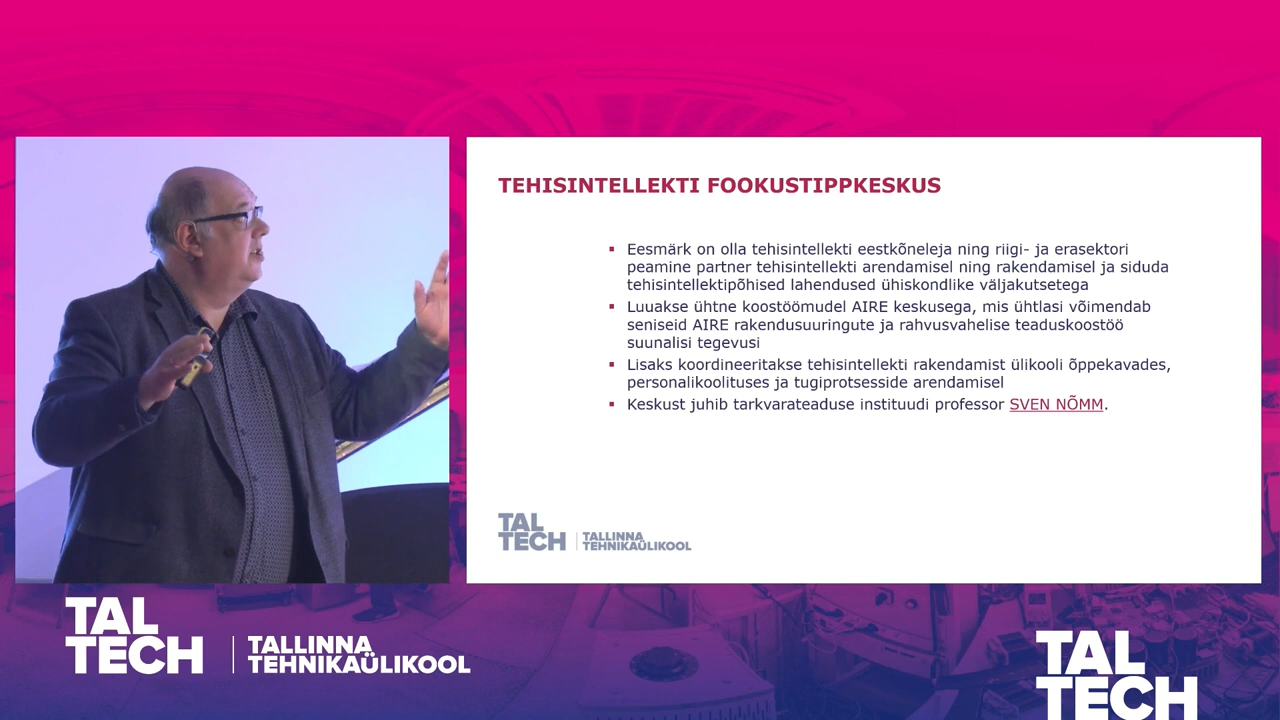 TEHISINTELLEKTI FOOKUSTIPPKESKUS
▪ Eesmärk on olla tehisintellekti eestkõneleja ning riigi- ja erasektori
peamine partner tehisintellekti arendamisel ning rakendamisel ja siduda
tehisintellektipõhised lahendused ühiskondlike väljakutsetega
▪ Luuakse ühtne koostöömudel AIRE keskusega, mis ühtlasi võimendab
seniseid AIRE rakendusuuringute ja rahvusvahelise teaduskoostöö
suunalisi tegevusi
▪ Lisaks koordineeritakse tehisintellekti rakendamist ülikooli õppekavades,
personalikoolituses ja tugiprotsesside arendamisel
▪ Keskust juhib tarkvarateaduse instituudi professor SVEN NÕMM.
TAL
TECH
TALLINNA
TEHNIKAÜLIKOOL
TAL
TECH
TALLINNA
TEHNIKAÜLIKOOL
TAL
TECH